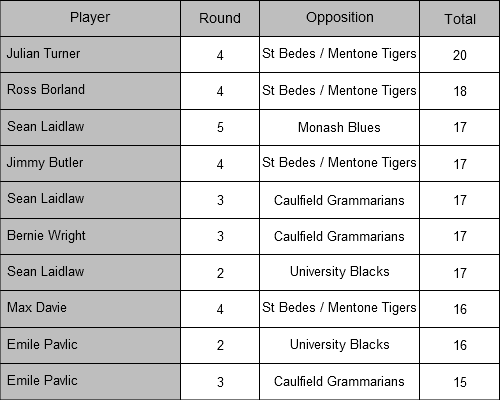 Player Round Opposition Total
Julian Turner 4 St Bedes / Mentone Tigers 20
Ross Borland 4 St Bedes / Mentone Tigers 18
Sean Laidlaw 5 Monash Blues 17
Jimmy Butler 4 St Bedes / Mentone Tigers 17
Sean Laidlaw 3 Caulfield Grammarians 17
Bernie Wright 3 Caulfield Grammarians 17
Sean Laidlaw 2 University Blacks 17
Max Davie 4 St Bedes / Mentone Tigers 16
Emile Pavlic 2 University Blacks 16
Emile Pavlic 3 Caulfield Grammarians 15